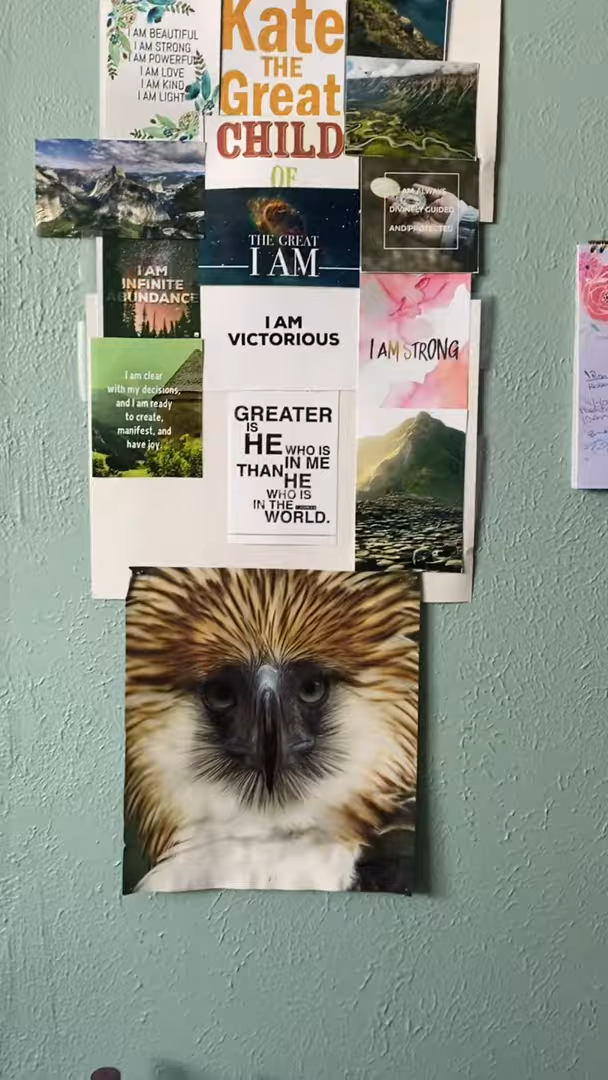 I AM BEAUTIFUL
I AM STRONG
I AM POWERFUL
I AM LOVE
I AM KIND
I AM LIGHT
Kate
THE
Great
CHILD
OF
THE GREAT
I AM
I AM ALWAYS
DIVINELY GUIDED
AND PROTECTED
I AM
INFINITE
ABUNDANCE
I AM
VICTORIOUS
I AM STRONG
I am clear
with my decisions,
and I am ready
to create,
manifest, and
have joy
GREATER
IS
HE WHO IS
IN ME
THAN HE
WHO IS
IN THE
WORLD.